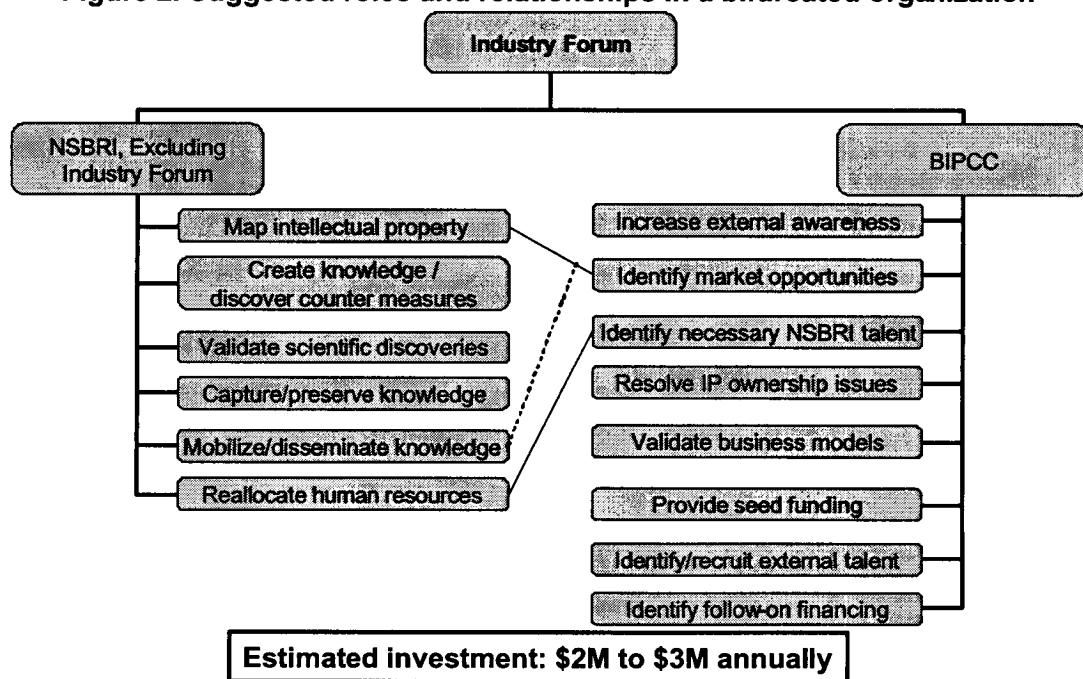 Figure 2. Suggested roles and relationships in a bifurcated organization
Industry Forum
NSBRI, Excluding
Industry Forum
BIPCC
Map intellectual property
Create knowledge /
discover counter measures
Validate scientific discoveries
Capture/preserve knowledge
Mobilize/disseminate knowledge
Reallocate human resources
Increase external awareness
Identify market opportunities
Identify necessary NSBRI talent
Resolve IP ownership issues
Validate business models
Provide seed funding
Identify/recruit external talent
Identify follow-on financing
Estimated investment: $2M to $3M annually